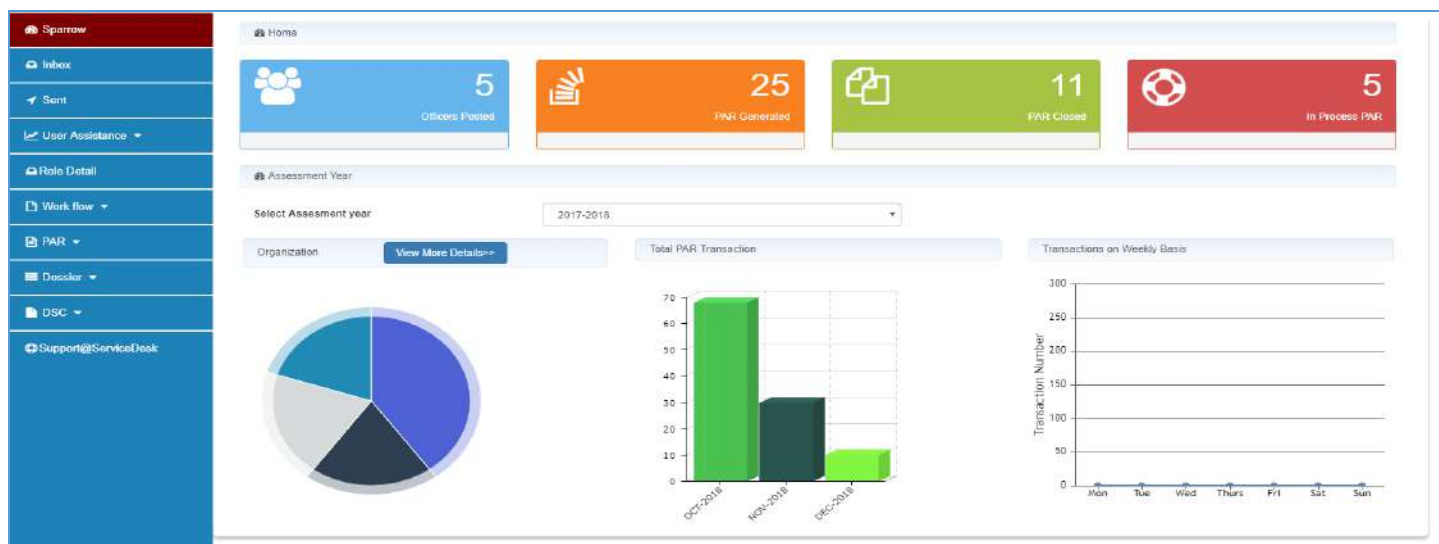 Sparrow
Inbox
Sent
User Assistance
Role Detail
Work flow
PAR
Dossier
DSC
Support@ServiceDesk
Home
5
Officers Posted
25
PAR Generated
11
PAR Closed
5
In Process PAR
Assessment Year
Select Assesment year
2017-2018
Organization
View More Details>>
Total PAR Transaction
70
60
50
40
30
20
10
0
OCT-2018
NOV-2018
DEC-2018
Transactions on Weekly Basis
Transaction Number
300
250
200
150
100
50
0
Mon Tue Wed Thurs Fri Sat Sun